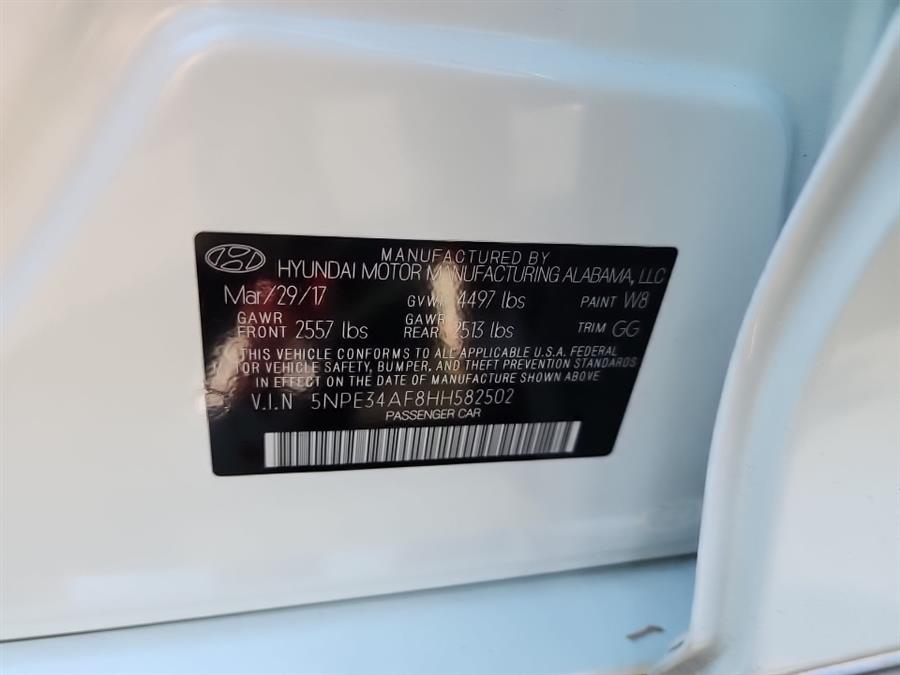 MANUFACTURED BY
HYUNDAI MOTOR MANUFACTURING ALABAMA, LLC
Mar/29/17 GVWR 4497 lbs PAINT W8
GAWR FRONT 2557 lbs GAWR REAR 2513 lbs TRIM GG
THIS VEHICLE CONFORMS TO ALL APPLICABLE U.S.A. FEDERAL
MOTOR VEHICLE SAFETY, BUMPER, AND THEFT PREVENTION STANDARDS
IN EFFECT ON THE DATE OF MANUFACTURE SHOWN ABOVE
V.I.N 5NPE34AF8HH582502
PASSENGER CAR